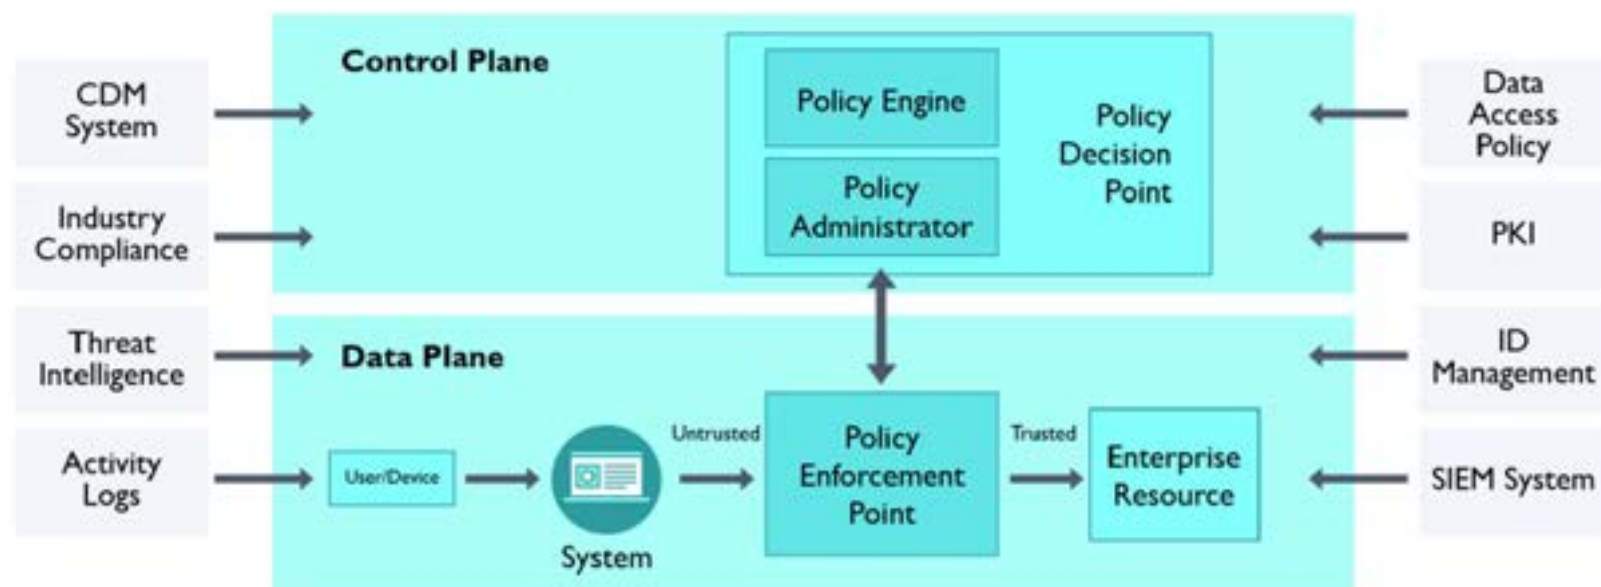 CDM
System
Industry
Compliance
Threat
Intelligence
Activity
Logs
Control Plane
Policy Engine
Policy
Administrator
Policy
Decision
Point
Data Plane
User/Device
System
Untrusted
Policy
Enforcement
Point
Trusted
Enterprise
Resource
Data
Access
Policy
PKI
ID
Management
SIEM System